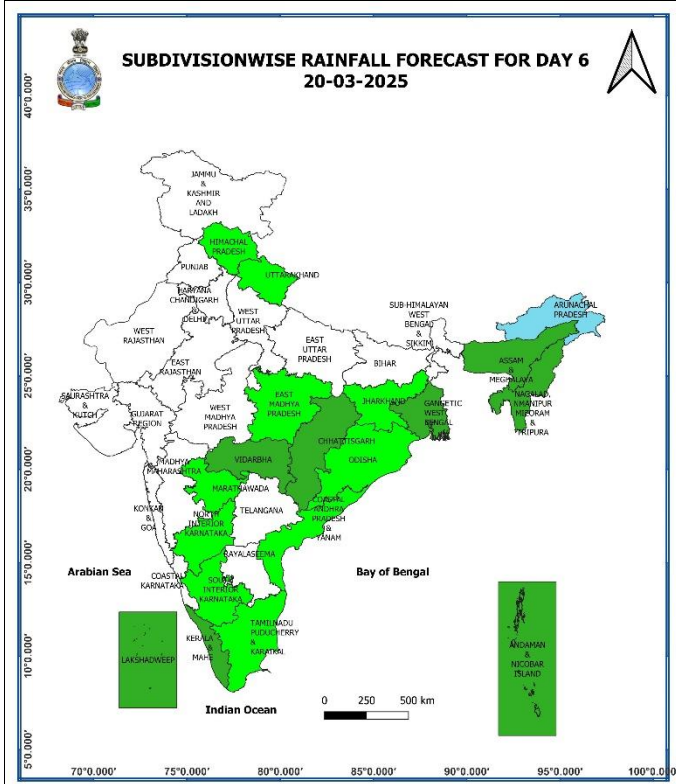 SUBDIVISIONWISE RAINFALL FORECAST FOR DAY 6
20-03-2025
40°0.000'
35°0.000'
30°0.000'
25°0.000'
20°0.000'
15°0.000'
10°0.000'
5°0.000'
JAMMU
&
KASHMIR
AND
LADAKH
HIMACHAL
PRADESH
PUNJAB
UTTARAKHAND
HARYANA
CHANDIGARH
&
DELHI
WEST
UTTAR
PRADESH
SUB-HIMALAYAN
WEST
BENGAL
&
SIKKIM
ARUNACHAL
PRADESH
WEST
RAJASTHAN
EAST
RAJASTHAN
EAST
UTTAR
PRADESH
BIHAR
ASSAM
&
MEGHALAYA
NAGALAND,
MANIPUR
MIZORAM
&
TRIPURA
SAURASHTRA
&
KUTCH
GUJARAT
REGION
WEST
MADHYA
PRADESH
EAST
MADHYA
PRADESH
JHARKHAND
GANGETIC
WEST
BENGAL
CHHATTISGARH
ODISHA
VIDARBHA
MADHYA
MAHARASHTRA
MARATHAWADA
TELANGANA
COASTAL
ANDHRA
PRADESH
&
YANAM
KONKAN
&
GOA
NORTH
INTERIOR
KARNATAKA
RAYALASEEMA
Arabian Sea
Bay of Bengal
COASTAL
KARNATAKA
SOUTH
INTERIOR
KARNATAKA
TAMILNADU
PUDUCHERRY
&
KARAIKAL
KERALA
&
MAHE
LAKSHADWEEP
ANDAMAN
&
NICOBAR
ISLAND
Indian Ocean
0 250 500 km
70°0.000' 75°0.000' 80°0.000' 85°0.000' 90°0.000' 95°0.000' 100°0.000'